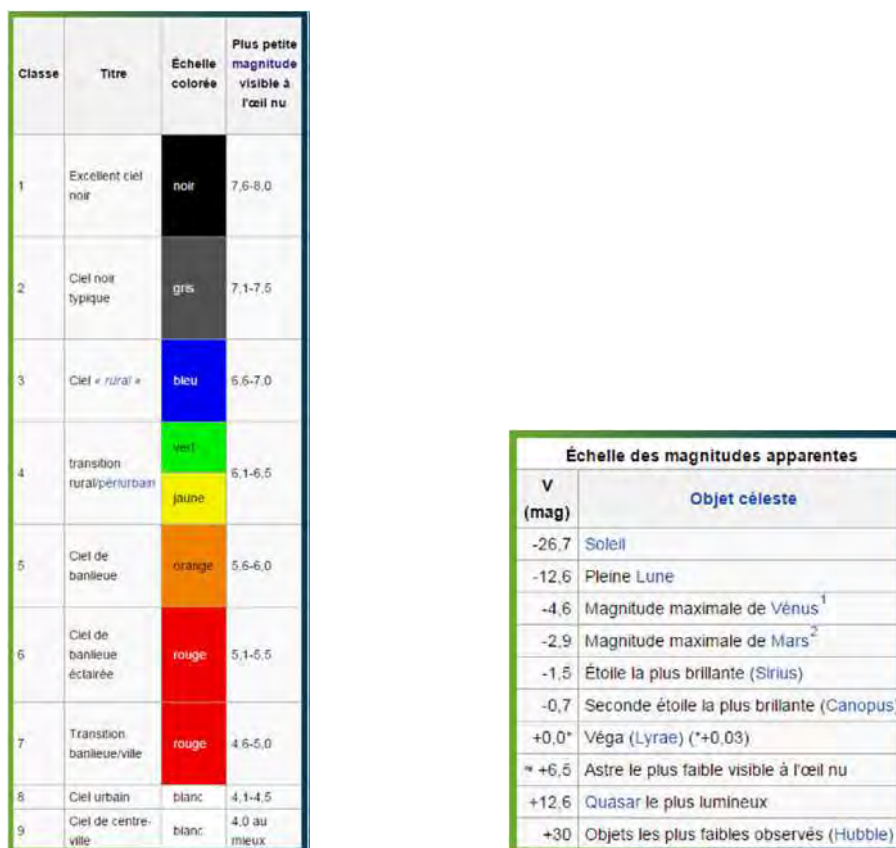 Classe Titre Échelle colorée Plus petite magnitude visible à l'œil nu
1 Excellent ciel noir noir 7,6-8,0
2 Ciel noir typique gris 7,1-7,5
3 Ciel « rural » bleu 6,6-7,0
4 transition rural/périurbain vert jaune 6,1-6,5
5 Ciel de banlieue orange 5,6-6,0
6 Ciel de banlieue éclairée rouge 5,1-5,5
7 Transition banlieue/ville rouge 4,6-5,0
8 Ciel urbain blanc 4,1-4,5
9 Ciel de centre-ville blanc 4,0 au mieux
Échelle des magnitudes apparentes
V (mag) Objet céleste
-26,7 Soleil
-12,6 Pleine Lune
-4,6 Magnitude maximale de Vénus1
-2,9 Magnitude maximale de Mars2
-1,5 Étoile la plus brillante (Sirius)
-0,7 Seconde étoile la plus brillante (Canopus)
+0,0* Véga (Lyrae) (*+0,03)
≈ +6,5 Astre le plus faible visible à l'œil nu
+12,6 Quasar le plus lumineux
+30 Objets les plus faibles observés (Hubble)